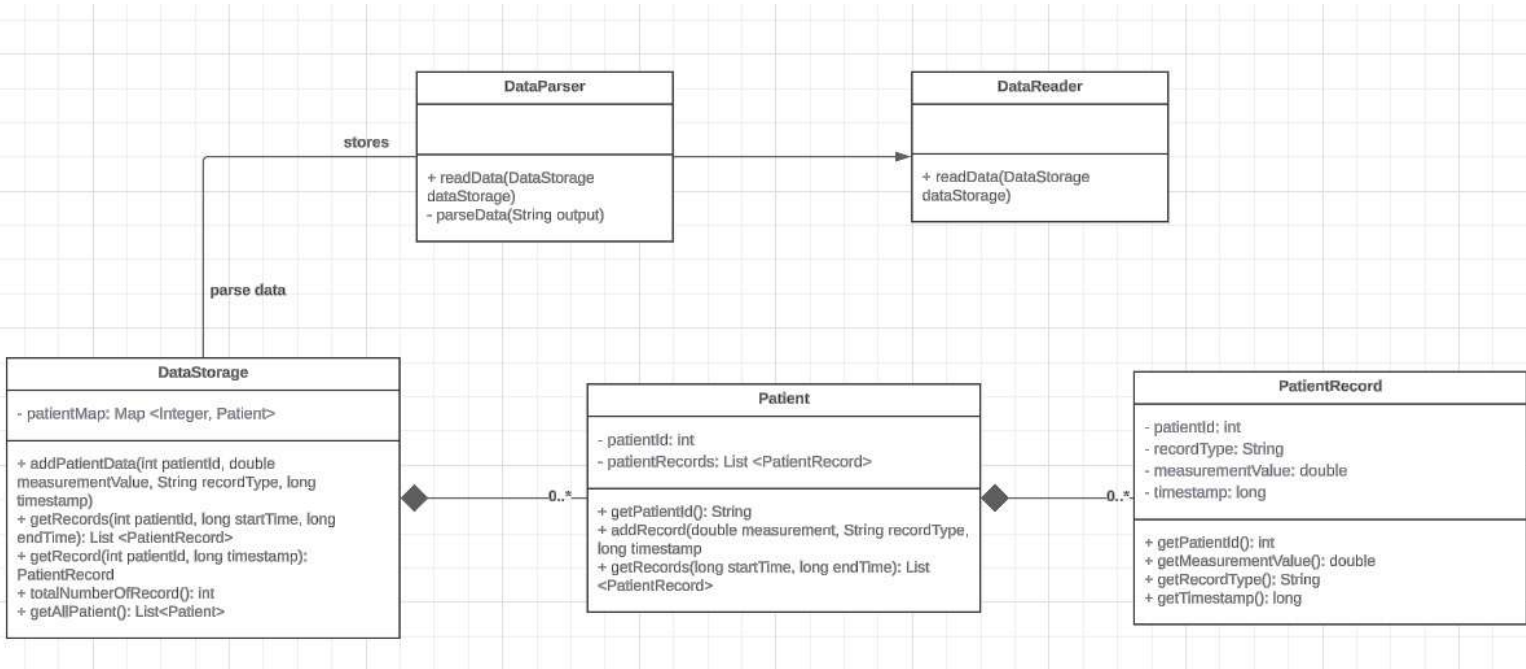 DataParser
+ readData(DataStorage
dataStorage)
- parseData(String output)
DataReader
+ readData(DataStorage
dataStorage)
stores
parse data
DataStorage
- patientMap: Map <Integer, Patient>
+ addPatientData(int patientId, double
measurementValue, String recordType, long
timestamp)
+ getRecords(int patientId, long startTime, long
endTime): List <PatientRecord>
+ getRecord(int patientId, long timestamp):
PatientRecord
+ totalNumberOfRecord(): int
+ getAllPatient(): List<Patient>
0..*
Patient
- patientId: int
- patientRecords: List <PatientRecord>
+ getPatientId(): String
+ addRecord(double measurement, String recordType,
long timestamp
+ getRecords(long startTime, long endTime): List
<PatientRecord>
0..*
PatientRecord
- patientId: int
- recordType: String
- measurementValue: double
- timestamp: long
+ getPatientId(): int
+ getMeasurementValue(): double
+ getRecordType(): String
+ getTimestamp(): long